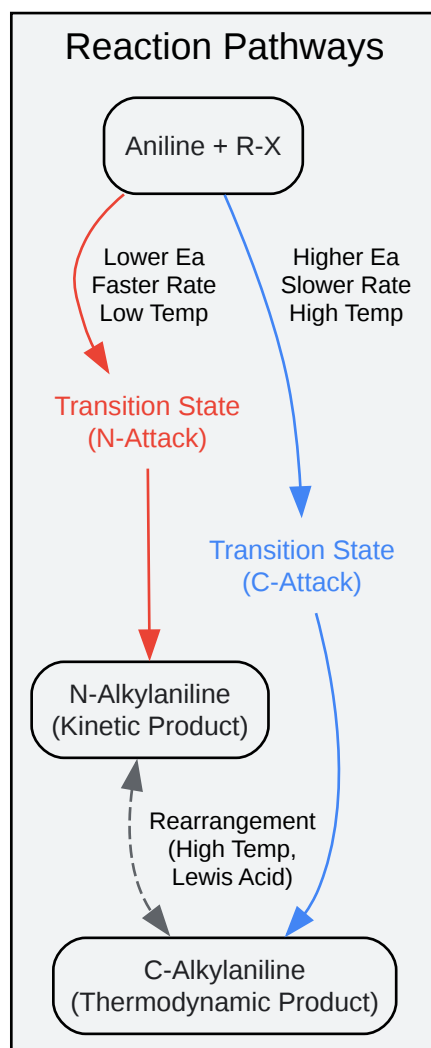 Reaction Pathways
Aniline + R-X
Lower Ea
Faster Rate
Low Temp
Higher Ea
Slower Rate
High Temp
Transition State
(N-Attack)
Transition State
(C-Attack)
N-Alkylaniline
(Kinetic Product)
Rearrangement
(High Temp,
Lewis Acid)
C-Alkylaniline
(Thermodynamic Product)